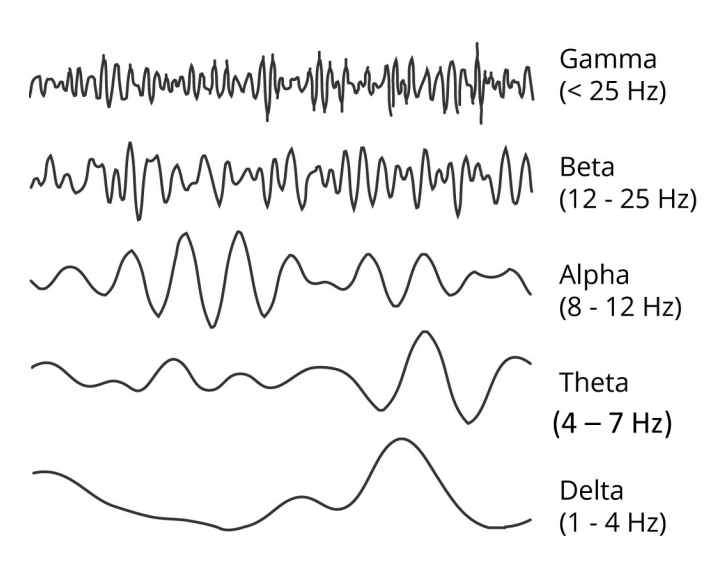 Gamma
(< 25 Hz)
Beta
(12 - 25 Hz)
Alpha
(8 - 12 Hz)
Theta
(4 – 7 Hz)
Delta
(1 - 4 Hz)